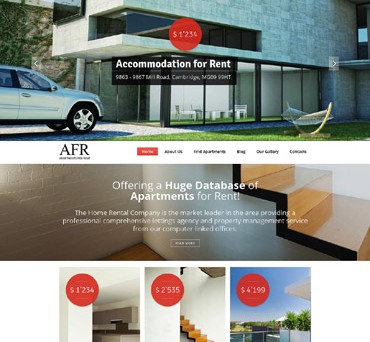 $ 1'234
Accommodation for Rent
9863 - 9867 Mill Road, Cambridge, MG09 99HT
AFR
APARTMENTS FOR RENT
Home About Us Find Apartments Blog Our Gallery Contacts
Offering a Huge Database of
Apartments for Rent!
The Home Rental Company is the market leader in the area providing a
professional comprehensive lettings agency and property management service
from our computer linked offices.
READ MORE
$ 1'234 $ 2'535 $ 4'199